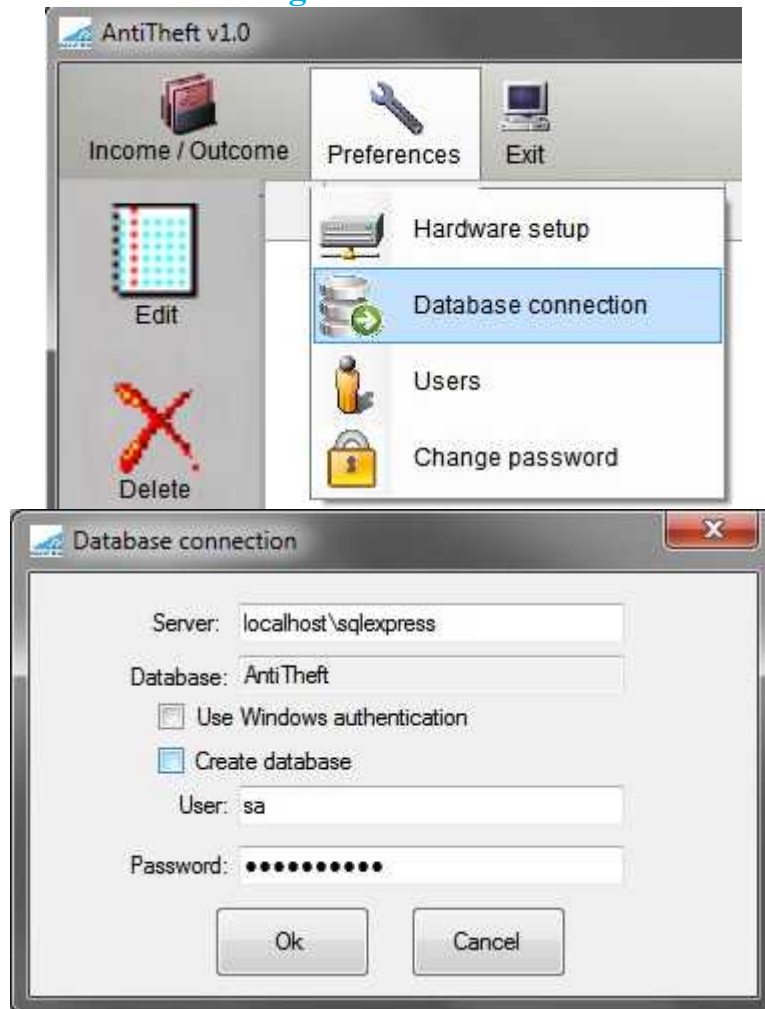 AntiTheft v1.0
Income / Outcome
Preferences
Exit
Edit
Delete
Hardware setup
Database connection
Users
Change password
Database connection
Server: localhost\sqlexpress
Database: AntiTheft
Use Windows authentication
Create database
User: sa
Password: ●●●●●●●●●●
Ok Cancel